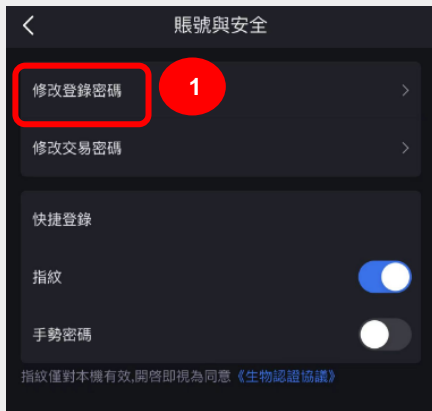 賬號與安全
修改登錄密碼
1
修改交易密碼
快捷登錄
指紋
手勢密碼
指紋僅對本機有效,開啓即視為同意《生物認證協議》